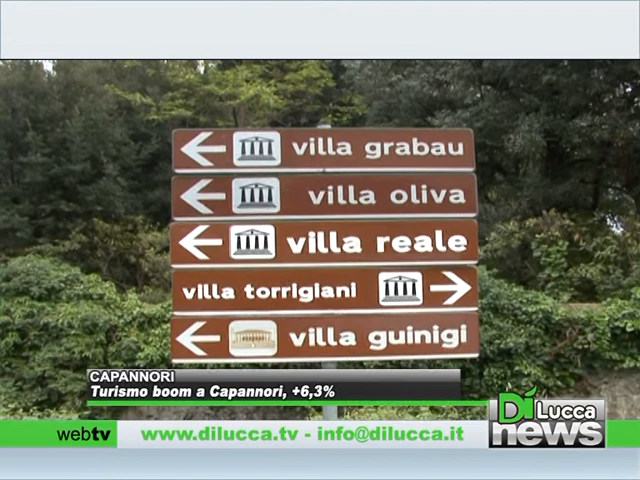 villa grabau
villa oliva
villa reale
villa torrigiani
villa guinigi
CAPANNORI
Turismo boom a Capannori, +6,3%
webtv www.dilucca.tv - info@dilucca.it
Di Lucca
news